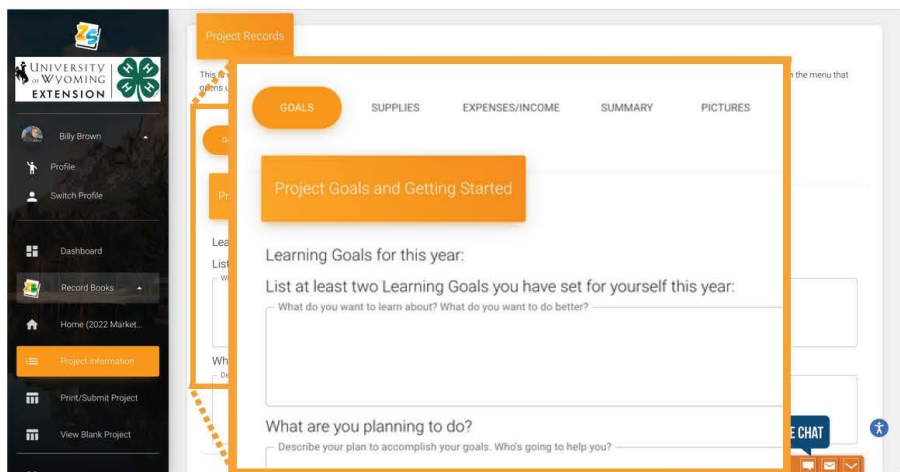 UNIVERSITY
OF WYOMING
EXTENSION
Billy Brown
Profile
Switch Profile
Dashboard
Record Books
Home (2022 Market...
Project Information
Print/Submit Project
View Blank Project
Project Records
This is
n the menu that
opens u
GOALS
SUPPLIES
EXPENSES/INCOME
SUMMARY
PICTURES
Project Goals and Getting Started
Learning Goals for this year:
List at least two Learning Goals you have set for yourself this year:
What do you want to learn about? What do you want to do better?
What are you planning to do?
Describe your plan to accomplish your goals. Who's going to help you?
Lea
List
Wh
E CHAT